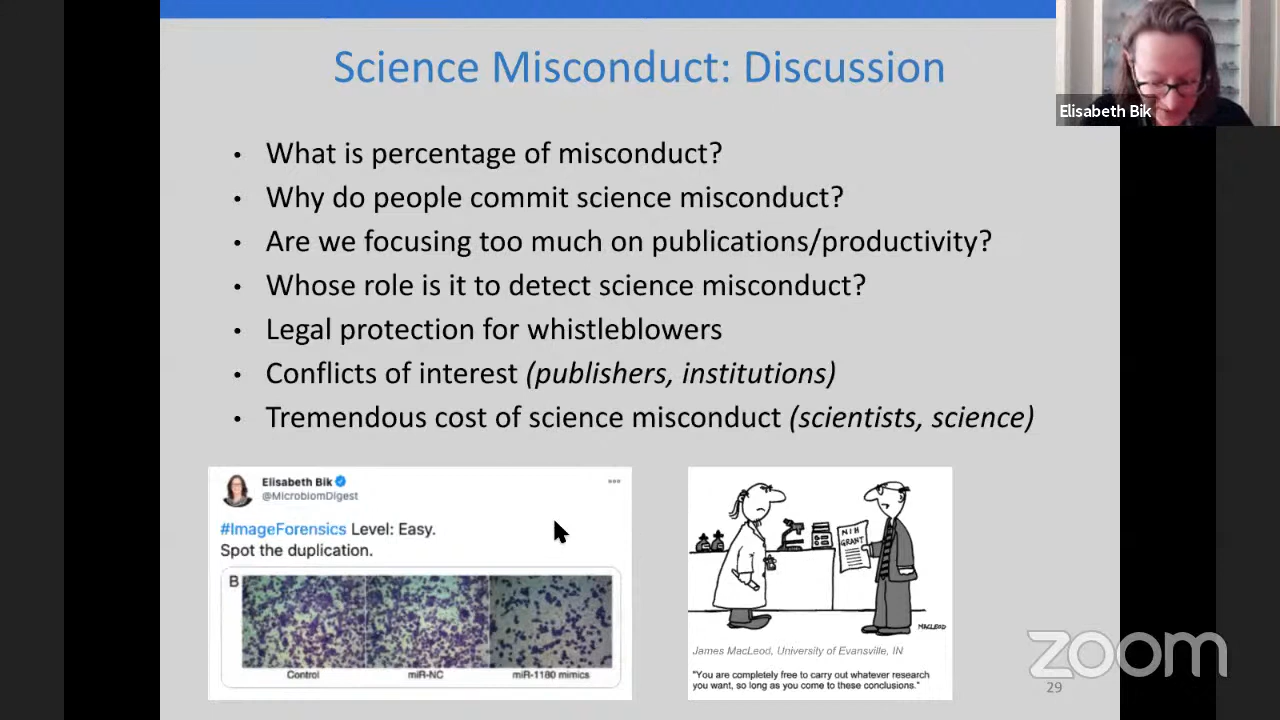 Science Misconduct: Discussion
Elisabeth Bik
• What is percentage of misconduct?
• Why do people commit science misconduct?
• Are we focusing too much on publications/productivity?
• Whose role is it to detect science misconduct?
• Legal protection for whistleblowers
• Conflicts of interest (publishers, institutions)
• Tremendous cost of science misconduct (scientists, science)
Elisabeth Bik
@MicrobiomDigest
#ImageForensics Level: Easy.
Spot the duplication.
B
Control miR-NC miR-1180 mimics
NIH
GRANT
MACLEOD
James MacLeod, University of Evansville, IN
"You are completely free to carry out whatever research
you want, so long as you come to these conclusions."
zoom
29